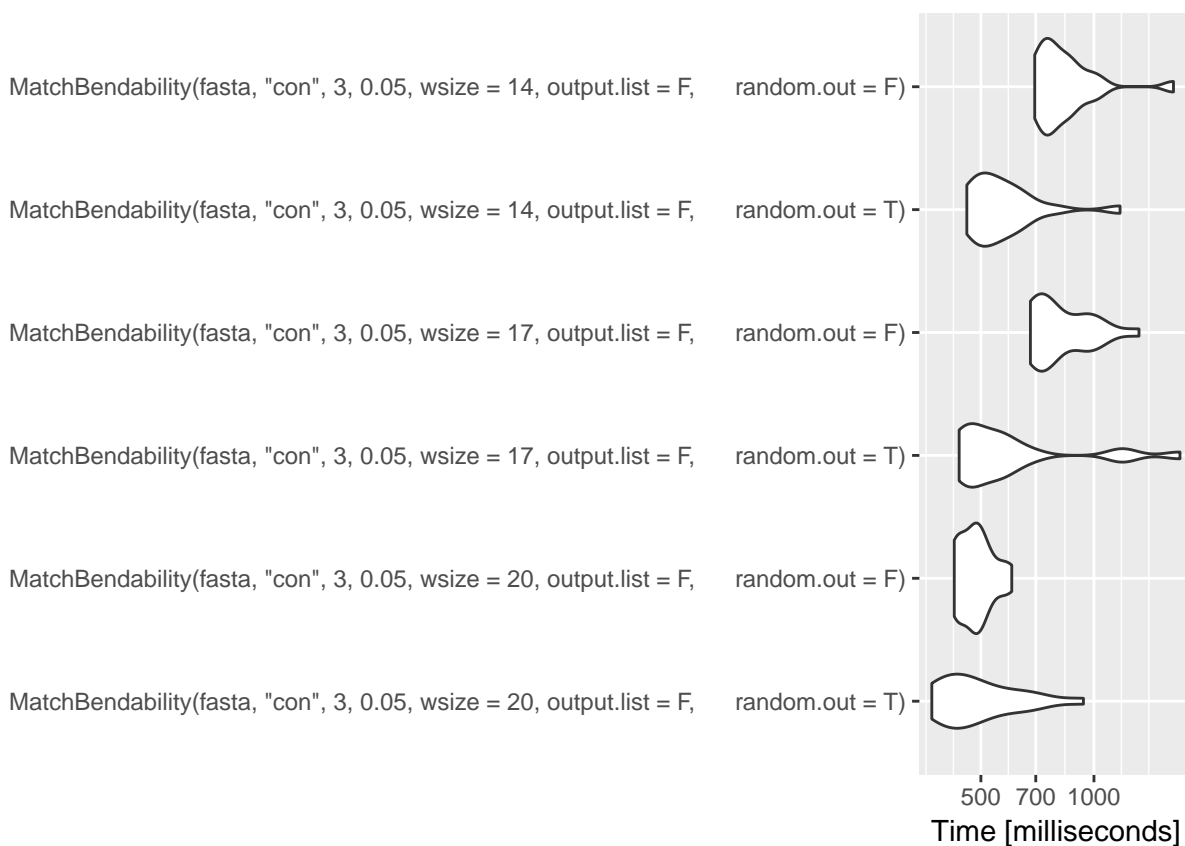 MatchBendability(fasta, "con", 3, 0.05, wsize = 14, output.list = F,      random.out = F)
MatchBendability(fasta, "con", 3, 0.05, wsize = 14, output.list = F,      random.out = T)
MatchBendability(fasta, "con", 3, 0.05, wsize = 17, output.list = F,      random.out = F)
MatchBendability(fasta, "con", 3, 0.05, wsize = 17, output.list = F,      random.out = T)
MatchBendability(fasta, "con", 3, 0.05, wsize = 20, output.list = F,      random.out = F)
MatchBendability(fasta, "con", 3, 0.05, wsize = 20, output.list = F,      random.out = T)
500 700 1000
Time [milliseconds]